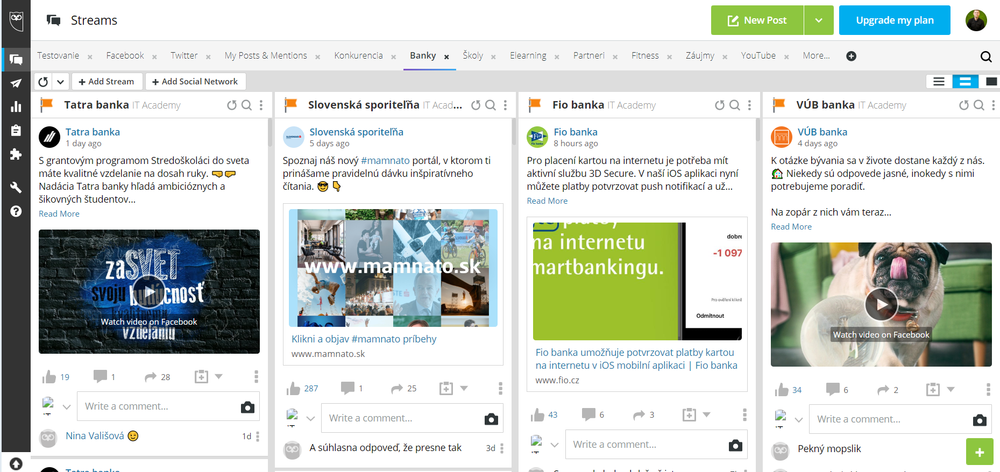 Streams
New Post
Upgrade my plan
Testovanie × Facebook × Twitter × My Posts & Mentions × Konkurencia × Banky × Školy × Elearning × Partneri × Fitness × Záujmy × YouTube × More...
Add Stream
Add Social Network
Tatra banka IT Academy
Tatra banka
1 day ago
S grantovým programom Stredoškoláci do sveta
máte kvalitné vzdelanie na dosah ruky. 🤜🤛
Nadácia Tatra banky hľadá ambicióznych a
šikovných študentov...
Read More
za SVET
svoju budúcnosť
kvalitnému
Watch video on Facebook
vzdelaniu
19
1
28
Write a comment...
Nina Vališová 😉
1d
Tatra banka
Slovenská sporiteľňa IT Acad...
Slovenská sporiteľňa
5 days ago
Spoznaj náš nový #mamnato portál, v ktorom ti
prinášame pravidelnú dávku inšpiratívneho
čítania. 😎 👇
www.mamnato.sk
Klikni a objav #mamnato príbehy
www.mamnato.sk
287
1
25
Write a comment...
A súhlasna odpoveď, že presne tak
3d
Fio banka IT Academy
Fio banka
8 hours ago
Pro placení kartou na internetu je potřeba mít
aktivní službu 3D Secure. V naší iOS aplikaci nyní
můžete platby potvrzovat push notifikací a už...
Read More
platby
na internetu
martbankingu.
dobre
-1 097
Pro ověření klikně
Odmítnout
Fio banka umožňuje potvrzovat platby kartou
na internetu v iOS mobilní aplikaci | Fio banka
www.fio.cz
43
6
3
Write a comment...
VÚB banka IT Academy
VÚB banka
4 days ago
K otázke bývania sa v živote dostane každý z nás.
🏡 Niekedy sú odpovede jasné, inokedy s nimi
potrebujeme poradiť.
Na zopár z nich vám teraz...
Read More
Watch video on Facebook
34
6
2
Write a comment...
Pekný mopslik